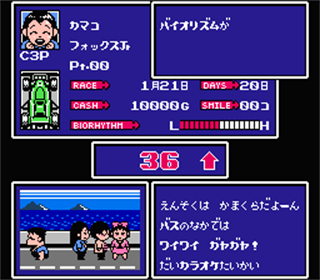 カマコ
フォックスJr
Pt.00
C3P
バイオリズムが
RACE 1月21日 DAYS 20日
CASH 10000G SMILE 00コ
BIORHYTHM L H
36 ↑
えんそくは かまくらだよーん
バスのなかでは
ワイワイ ガヤガヤ!
だいカラオケたいかい